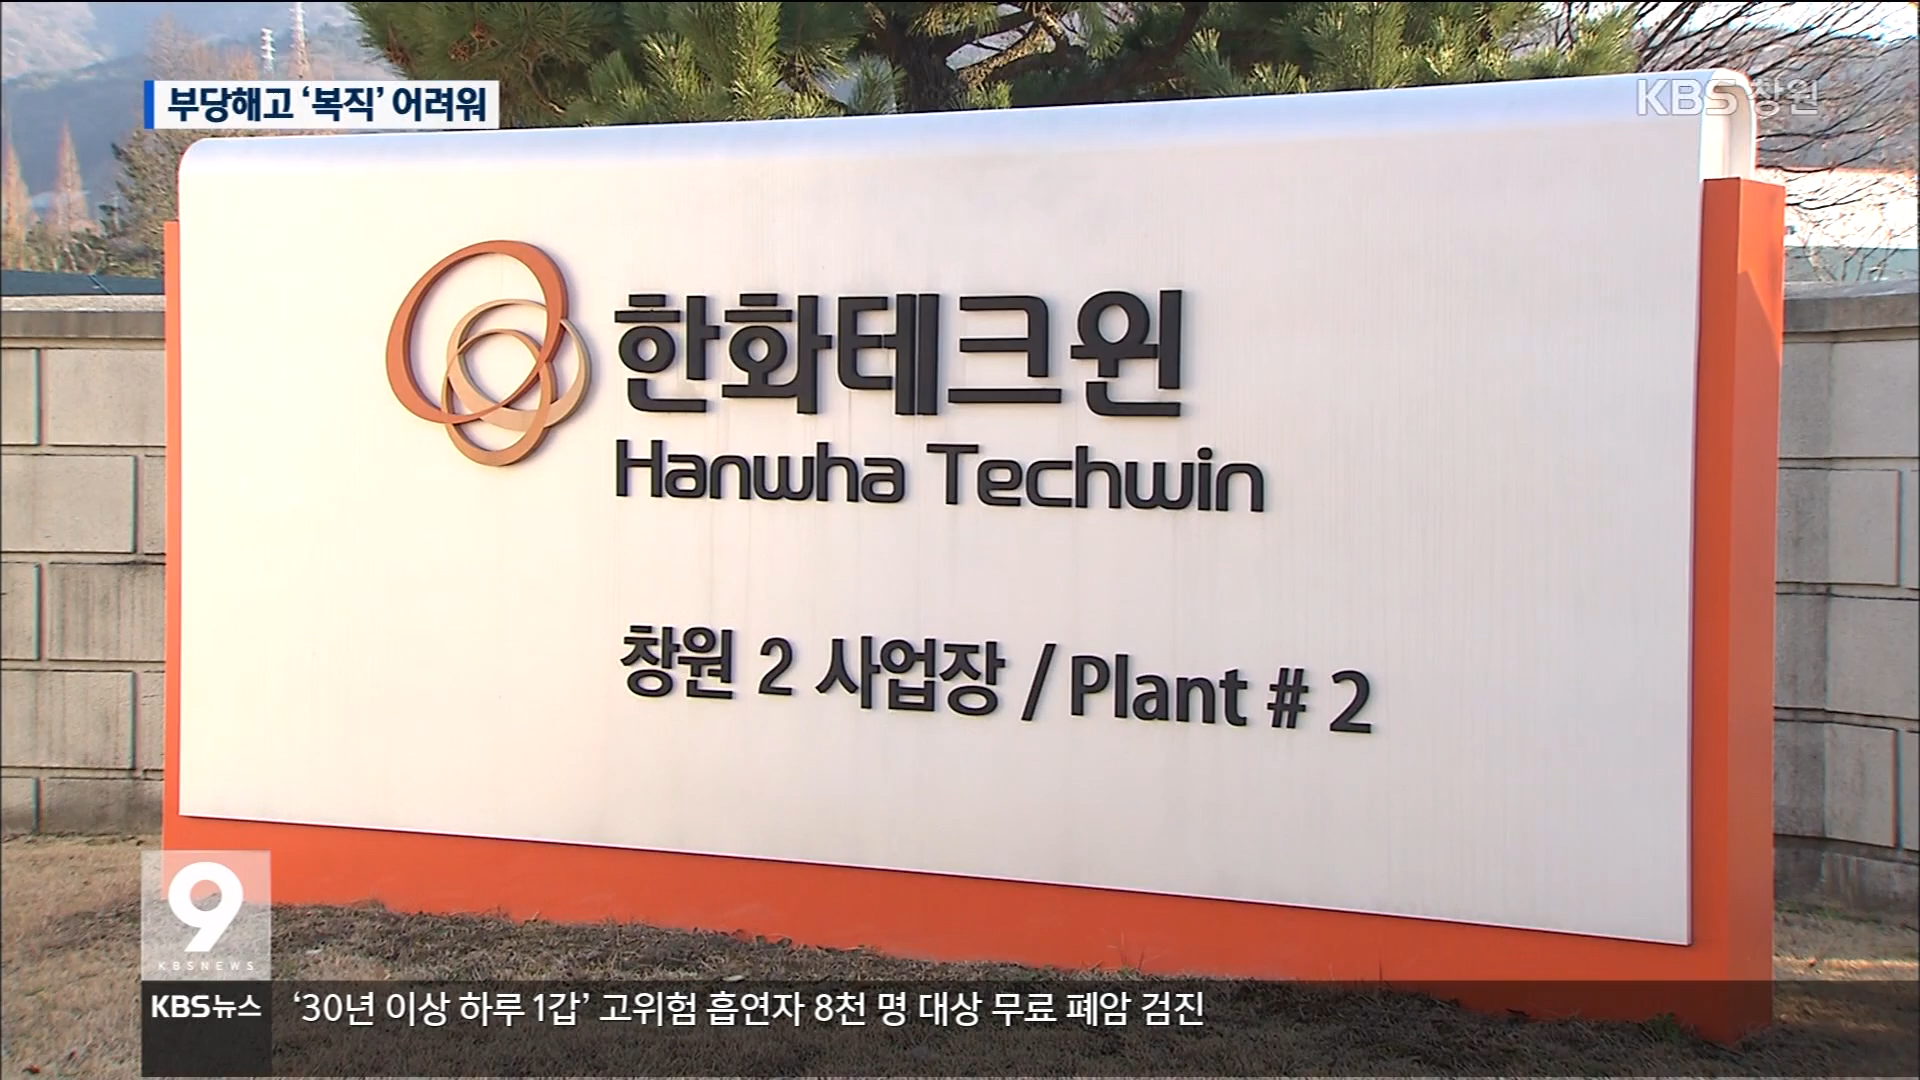 부당해고 ‘복직’ 어려워
KBS 창원
한화테크윈
Hanwha Techwin
창원 2 사업장 / Plant # 2
9
KBS NEWS
KBS뉴스 ‘30년 이상 하루 1갑’ 고위험 흡연자 8천 명 대상 무료 폐암 검진